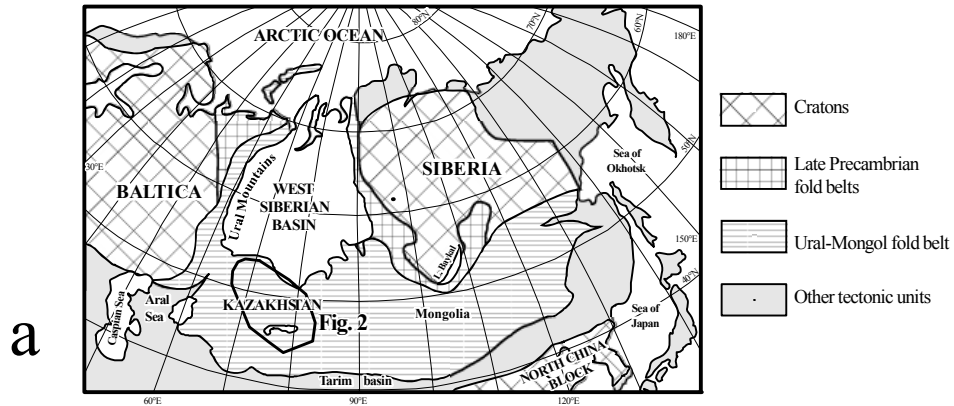 80°N
70°N
60°N
180°E
ARCTIC OCEAN
50°N
Sea of
Okhotsk
30°E
BALTICA
Ural Mountains
WEST
SIBERIAN
BASIN
SIBERIA
L. Baykal
150°E
40°N
Caspian Sea
Aral
Sea
KAZAKHSTAN
Fig. 2
Mongolia
Sea of
Japan
Tarim basin
NORTH CHINA
BLOCK
60°E
90°E
120°E
a
Cratons
Late Precambrian
fold belts
Ural-Mongol fold belt
Other tectonic units